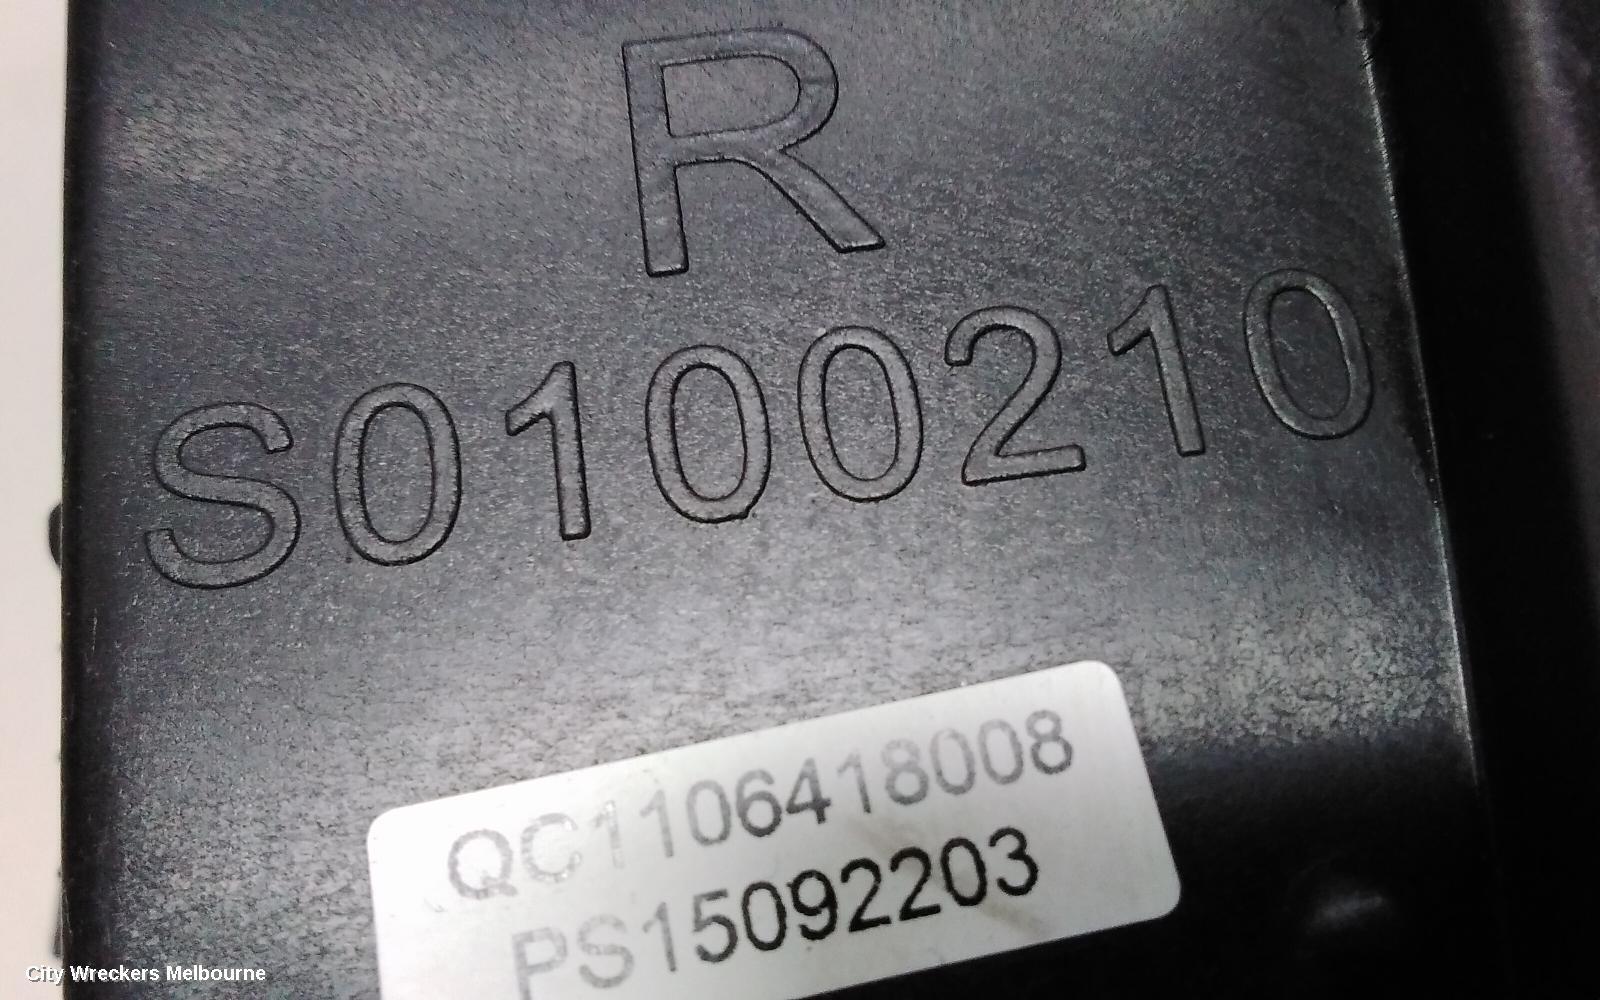 R
S0100210
QC1106418008
PS15092203
City Wreckers Melbourne